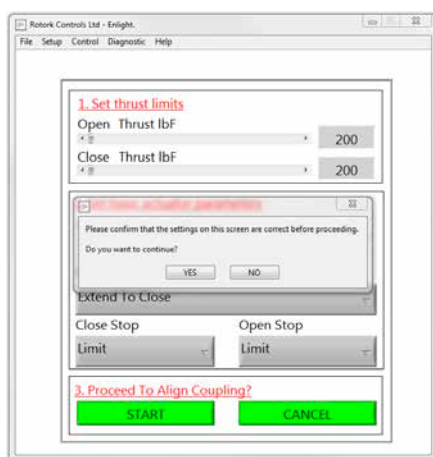 Rotork Controls Ltd - Enlight.
File Setup Control Diagnostic Help
1. Set thrust limits
Open Thrust lbF
200
Close Thrust lbF
200
Please confirm that the settings on this screen are correct before proceeding.
Do you want to continue?
YES NO
Extend To Close
Close Stop Open Stop
Limit Limit
3. Proceed To Align Coupling?
START CANCEL